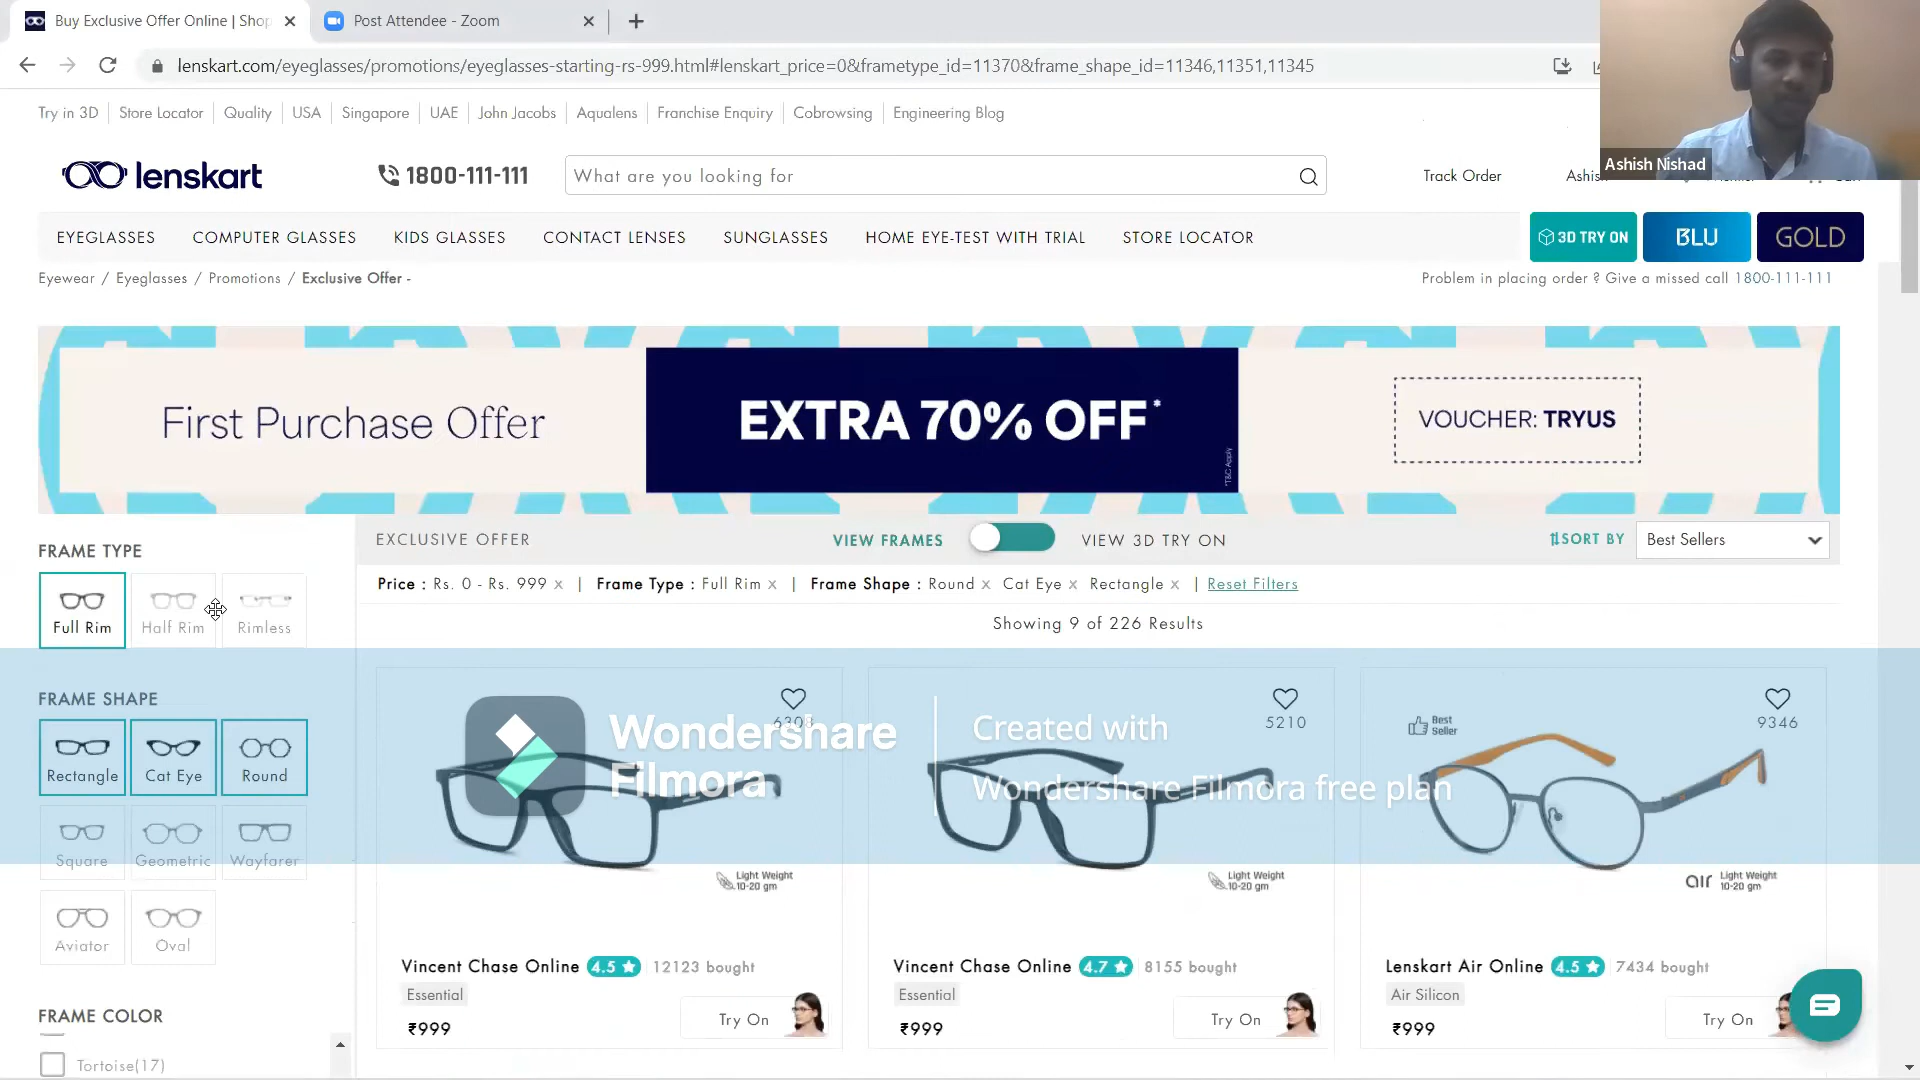 Buy Exclusive Offer Online | Shop
Post Attendee - Zoom
lenskart.com/eyeglasses/promotions/eyeglasses-starting-rs-999.html#lenskart_price=0&frametype_id=11370&frame_shape_id=11346,11351,11345
Try in 3D
Store Locator
Quality
USA
Singapore
UAE
John Jacobs
Aqualens
Franchise Enquiry
Cobrowsing
Engineering Blog
Ashish Nishad
lenskart
1800-111-111
What are you looking for
Track Order
Ashish
EYEGLASSES
COMPUTER GLASSES
KIDS GLASSES
CONTACT LENSES
SUNGLASSES
HOME EYE-TEST WITH TRIAL
STORE LOCATOR
3D TRY ON
BLU
GOLD
Eyewear / Eyeglasses / Promotions / Exclusive Offer -
Problem in placing order ? Give a missed call 1800-111-111
First Purchase Offer
EXTRA 70% OFF*
*T&C Apply
VOUCHER: TRYUS
FRAME TYPE
Full Rim
Half Rim
Rimless
FRAME SHAPE
Rectangle
Cat Eye
Round
Square
Geometric
Wayfarer
Aviator
Oval
FRAME COLOR
Tortoise(17)
EXCLUSIVE OFFER
VIEW FRAMES
VIEW 3D TRY ON
SORT BY
Best Sellers
Price : Rs. 0 - Rs. 999 x | Frame Type : Full Rim x | Frame Shape : Round x Cat Eye x Rectangle x | Reset Filters
Showing 9 of 226 Results
6308
5210
Best
Seller
9346
Wondershare
Filmora
Created with
Wondershare Filmora free plan
Light Weight
10-20 gm
Light Weight
10-20 gm
air
Light Weight
10-20 gm
Vincent Chase Online 4.5 ★ 12123 bought
Essential
₹999
Try On
Vincent Chase Online 4.7 ★ 8155 bought
Essential
₹999
Try On
Lenskart Air Online 4.5 ★ 7434 bought
Air Silicon
₹999
Try On